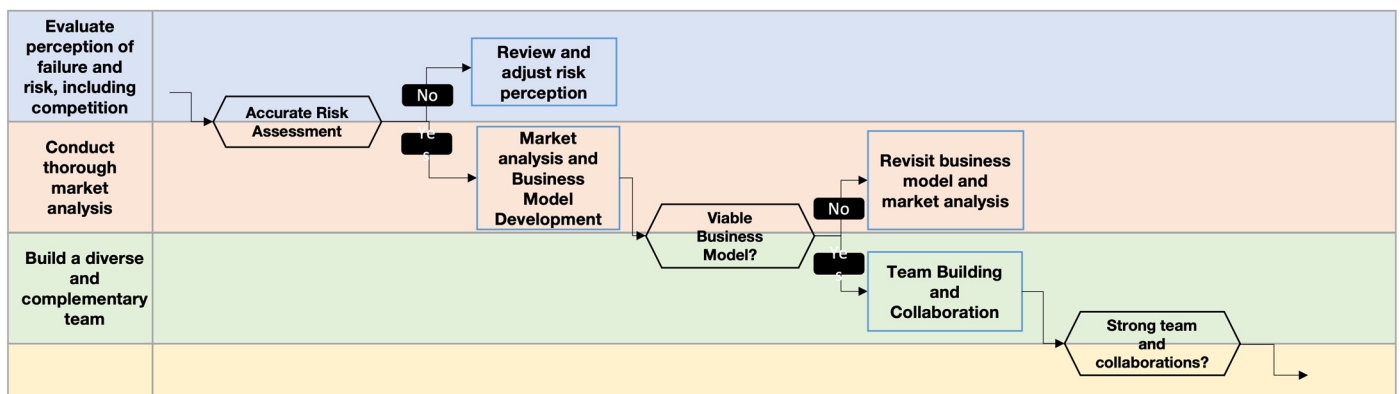 Evaluate
perception of
failure and
risk, including
competition
Accurate Risk
Assessment
No
Yes
Review and
adjust risk
perception
Conduct
thorough
market
analysis
Market
analysis and
Business
Model
Development
Viable
Business
Model?
No
Yes
Revisit business
model and
market analysis
Build a diverse
and
complementary
team
Team Building
and
Collaboration
Strong team
and
collaborations?